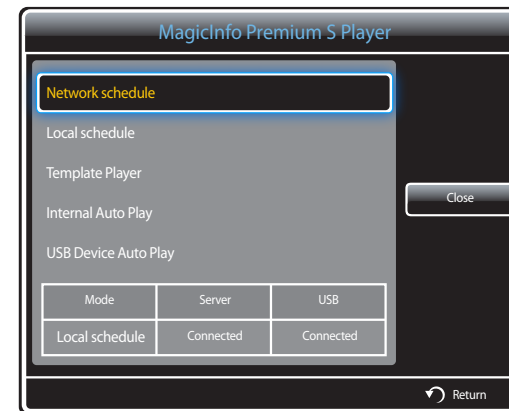 MagicInfo Premium S Player
Network schedule
Local schedule
Template Player
Internal Auto Play
USB Device Auto Play
Close
Mode Server USB
Local schedule Connected Connected
Return